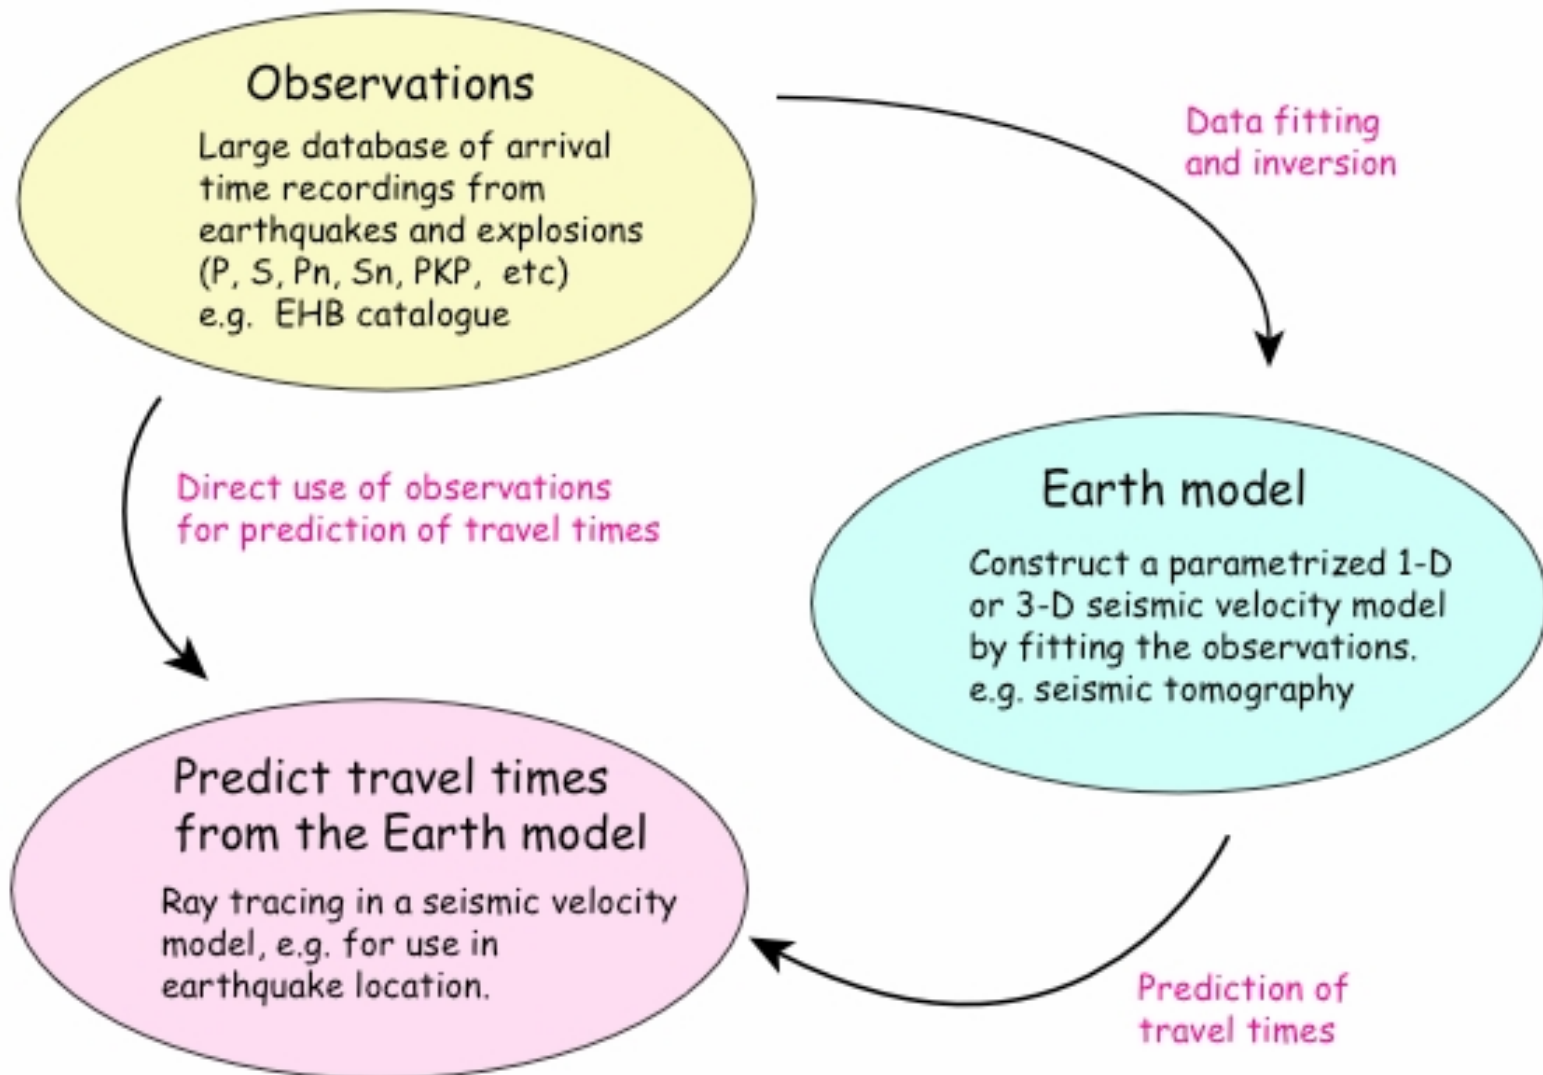 Observations
Large database of arrival
time recordings from
earthquakes and explosions
(P, S, Pn, Sn, PKP, etc)
e.g. EHB catalogue
Data fitting
and inversion
Direct use of observations
for prediction of travel times
Earth model
Construct a parametrized 1-D
or 3-D seismic velocity model
by fitting the observations.
e.g. seismic tomography
Predict travel times
from the Earth model
Ray tracing in a seismic velocity
model, e.g. for use in
earthquake location.
Prediction of
travel times